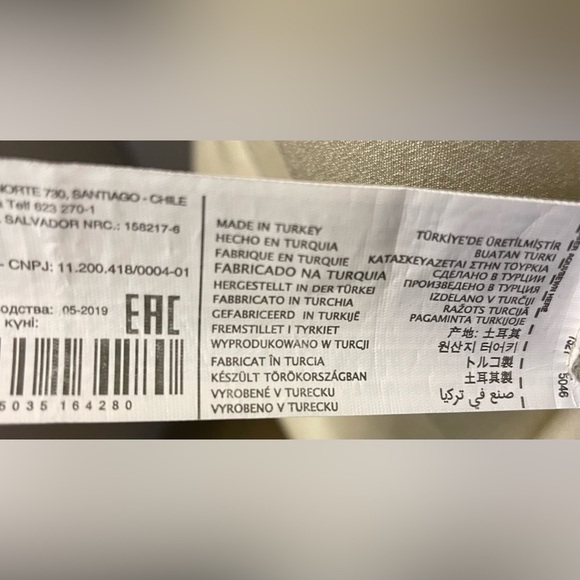 NORTE 730, SANTIAGO - CHILE
Telf 623 270-1
SALVADOR NRC.: 158217-6
- CNPJ: 11.200.418/0004-01
одства: 05-2019
күні:
EAC
5035 164280
MADE IN TURKEY
HECHO EN TURQUIA
FABRIQUE EN TURQUIE
FABRICADO NA TURQUIA
HERGESTELLT IN DER TÜRKEI
FABBRICATO IN TURCHIA
GEFABRICEERD IN TURKIJË
FREMSTILLET I TYRKIET
WYPRODUKOWANO W TURCJI
FABRICAT ÎN TURCIA
KÉSZÜLT TÖRÖKORSZÁGBAN
VYROBENÉ V TURECKU
VYROBENO V TURECKU
TÜRKİYE'DE ÜRETİLMİŞTİR
BUATAN TURKI
ΚΑΤΑΣΚΕΥΑΖΕΤΑΙ ΣΤΗΝ ΤΟΥΡΚΙΑ
СДЕЛАНО В ТУРЦИИ
ПРОИЗВЕДЕНО В ТУРЦИЯ
IZDELANO V TURČIJI
RAŽOTS TURCIJĀ
PAGAMINTA TURKIJOJE
产地: 土耳其
원산지 터어키
トルコ製
土耳其製
صنع في تركيا
5046